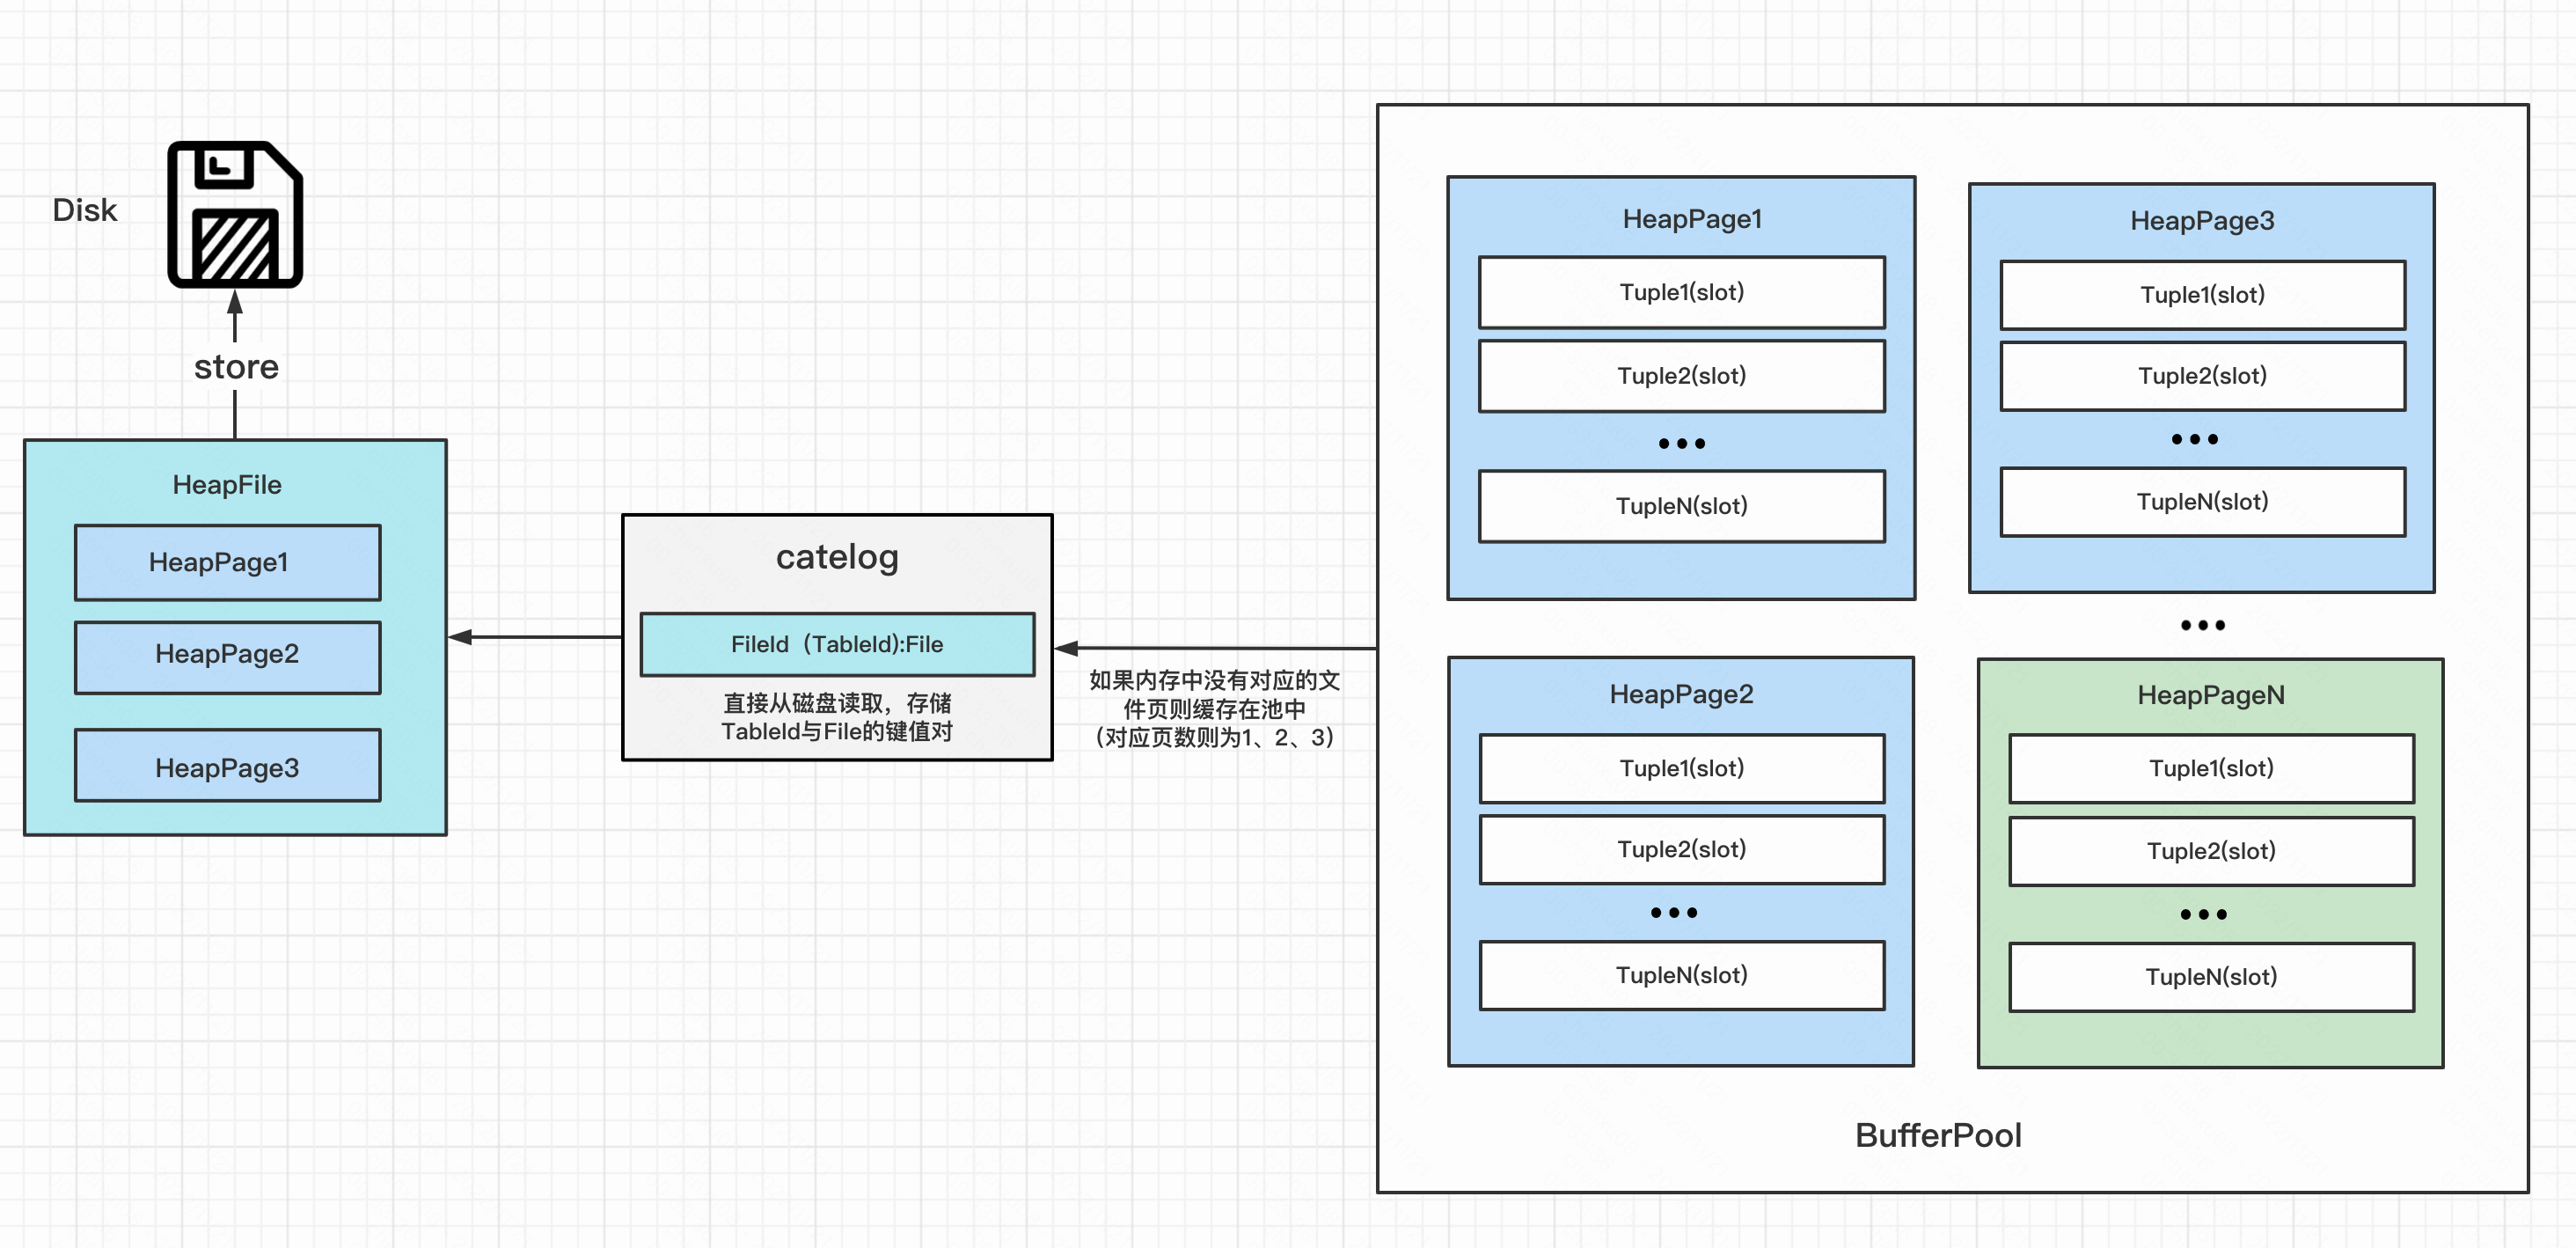 Disk
store
HeapFile
HeapPage1
HeapPage2
HeapPage3
catelog
FileId（TableId):File
直接从磁盘读取，存储
TableId与File的键值对
如果内存中没有对应的文
件页则缓存在池中
（对应页数则为1、2、3）
HeapPage1
Tuple1(slot)
Tuple2(slot)
•••
TupleN(slot)
HeapPage3
Tuple1(slot)
Tuple2(slot)
•••
TupleN(slot)
•••
HeapPage2
Tuple1(slot)
Tuple2(slot)
•••
TupleN(slot)
HeapPageN
Tuple1(slot)
Tuple2(slot)
•••
TupleN(slot)
BufferPool